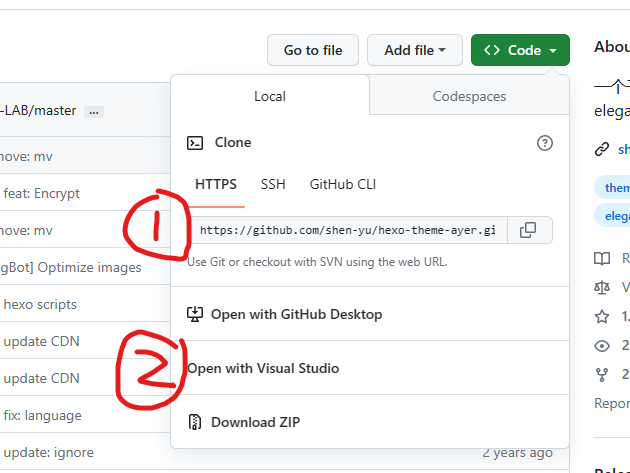 Go to file
Add file
Code
Abou
Local
Codespaces
一个
elega
-LAB/master ...
Clone
sh
nove: mv
HTTPS
SSH
GitHub CLI
them
feat: Encrypt
eleg
1
nove: mv
https://github.com/shen-yu/hexo-theme-ayer.gi
Use Git or checkout with SVN using the web URL.
gBot] Optimize images
R
V
hexo scripts
Open with GitHub Desktop
1.
update CDN
2
2
Open with Visual Studio
update CDN
2
Repor
fix: language
Download ZIP
update: ignore
2 years ago